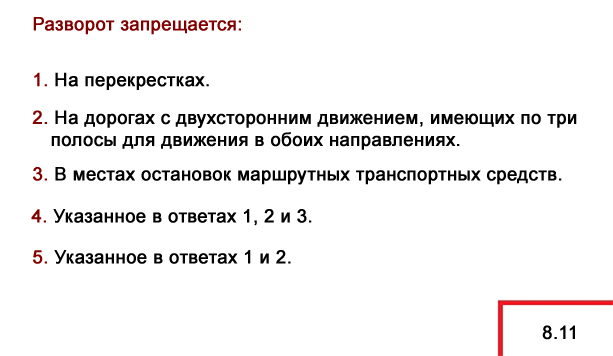 Разворот запрещается:
1. На перекрестках.
2. На дорогах с двухсторонним движением, имеющих по три
полосы для движения в обоих направлениях.
3. В местах остановок маршрутных транспортных средств.
4. Указанное в ответах 1, 2 и 3.
5. Указанное в ответах 1 и 2.
8.11